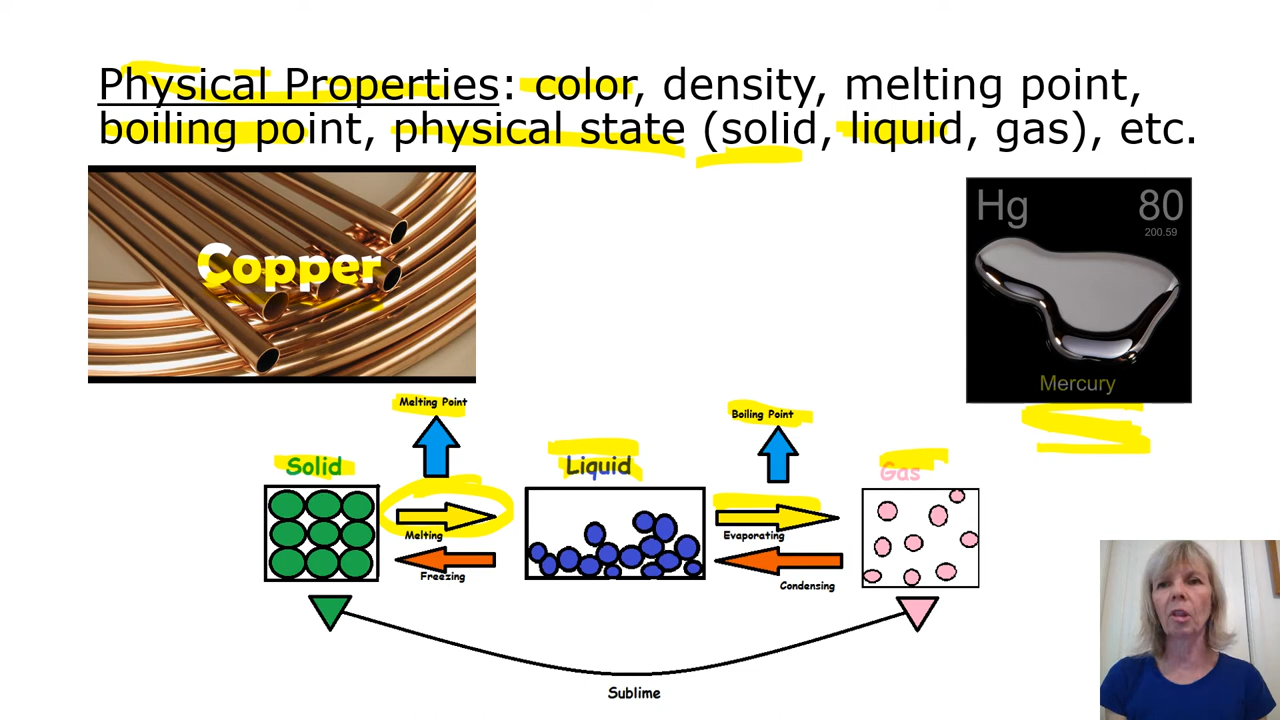 Physical Properties: color, density, melting point,
boiling point, physical state (solid, liquid, gas), etc.
Copper
Hg 80
200.59
Mercury
Melting Point
Boiling Point
Solid
Liquid
Gas
Melting
Evaporating
Freezing
Condensing
Sublime